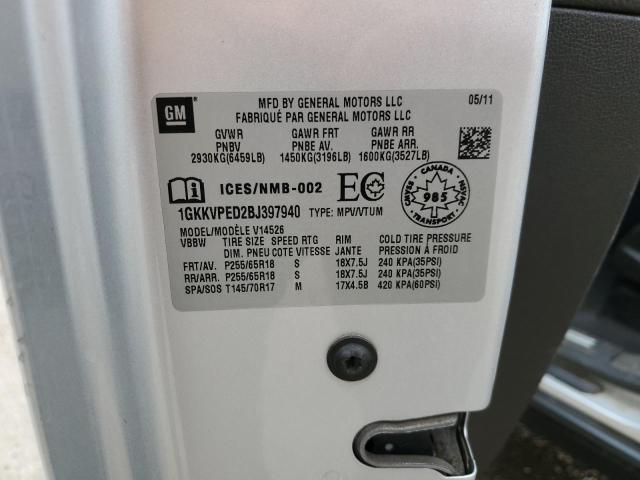 GM
MFD BY GENERAL MOTORS LLC 05/11
FABRIQUÉ PAR GENERAL MOTORS LLC
GVWR GAWR FRT GAWR RR
PNBV PNBE AV. PNBE ARR.
2930KG(6459LB) 1450KG(3196LB) 1600KG(3527LB)
ICES/NMB-002 EC CANADA 985
1GKKVPED2BJ397940 TYPE: MPV/VTUM
MODEL/MODÈLE V14526
VBBW TIRE SIZE SPEED RTG RIM COLD TIRE PRESSURE
DIM. PNEU COTE VITESSE JANTE PRESSION À FROID
FRT/AV. P255/65R18 S 18X7.5J 240 KPA(35PSI)
RR/ARR. P255/65R18 S 18X7.5J 240 KPA(35PSI)
SPA/SOS T145/70R17 M 17X4.5B 420 KPA(60PSI)